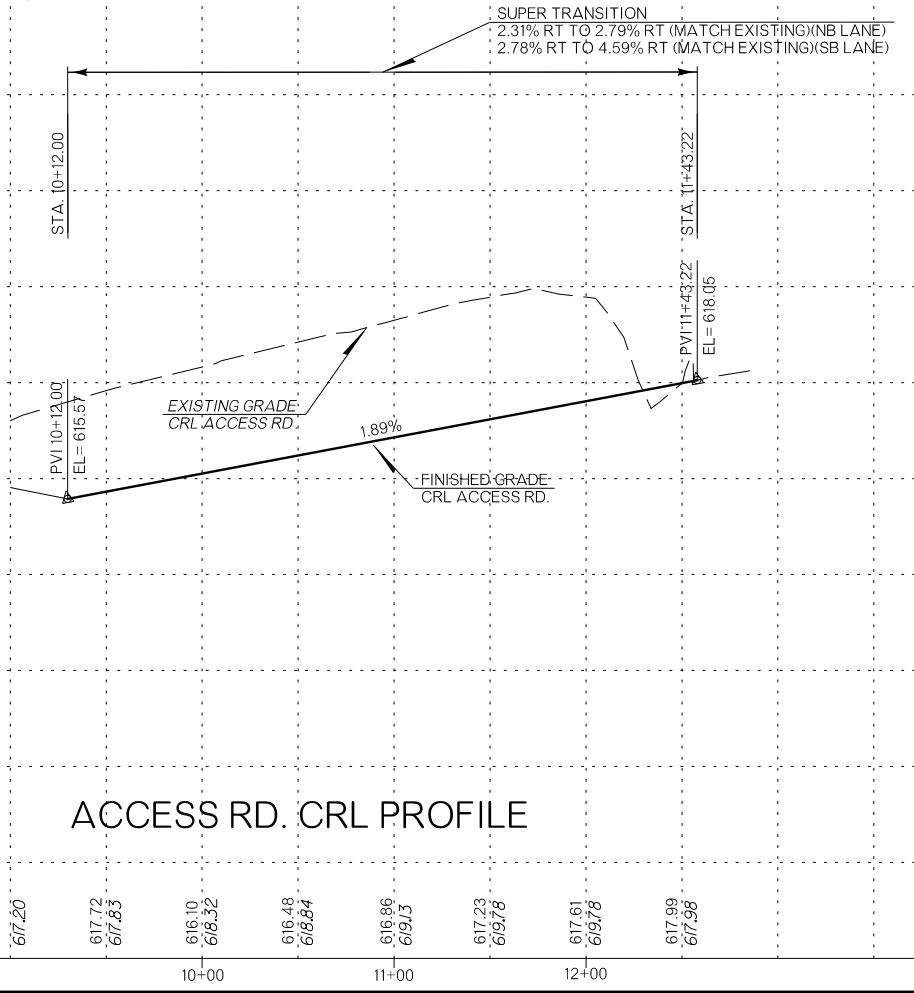 SUPER TRANSITION
2.31% RT TO 2.79% RT (MATCH EXISTING)(NB LANE)
2.78% RT TO 4.59% RT (MATCH EXISTING)(SB LANE)
STA. 10+12.00
STA. 11+43.22
PVI 11+43.22
EL= 618.05
PVI 10+12.00
EL= 615.57
EXISTING GRADE
CRL ACCESS RD.
1.89%
FINISHED GRADE
CRL ACCESS RD.
ACCESS RD. CRL PROFILE
617.20
617.72
617.83
616.10
618.32
616.48
618.84
616.86
619.13
617.23
619.78
617.61
619.78
617.99
617.98
10+00
11+00
12+00